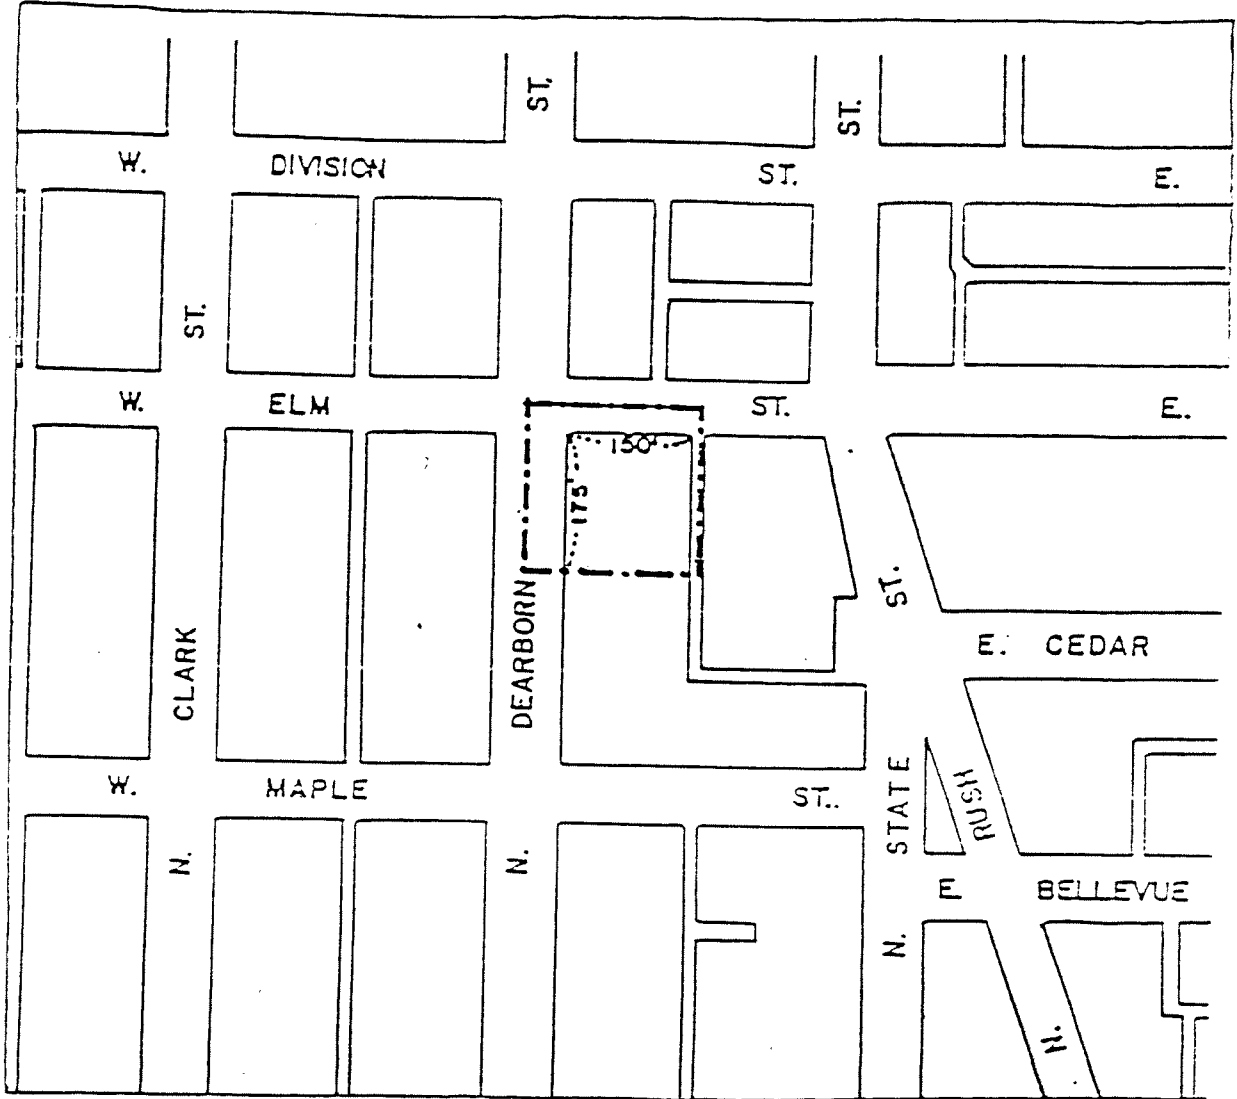 ST.
ST.
W. DIVISION ST. E.
ST.
W. ELM ST. E.
150'
175'
ST.
DEARBORN
CLARK
E. CEDAR
W. MAPLE ST.
STATE
RUSH
N.
N.
E. BELLEVUE
N.
N.